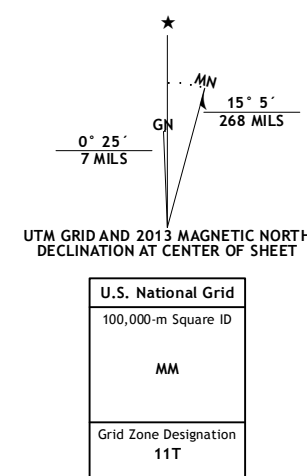 ★
MN
15° 5´
268 MILS
GN
0° 25´
7 MILS
UTM GRID AND 2013 MAGNETIC NORTH
DECLINATION AT CENTER OF SHEET
U.S. National Grid
100,000-m Square ID
MM
Grid Zone Designation
11T